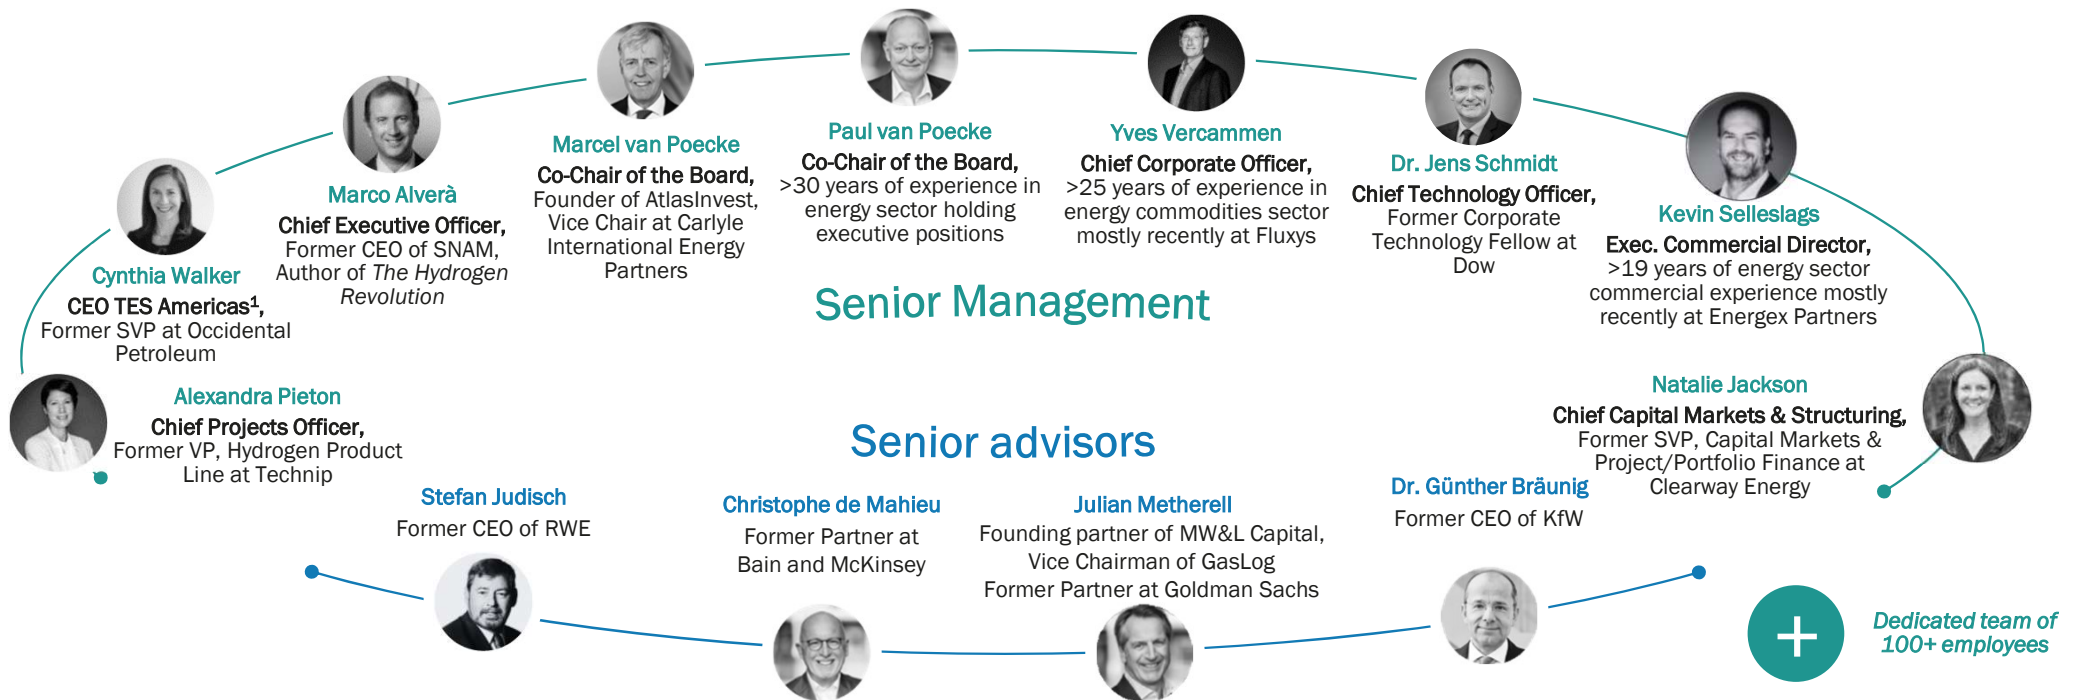 Cynthia Walker
CEO TES Americas¹,
Former SVP at Occidental
Petroleum
Marco Alverà
Chief Executive Officer,
Former CEO of SNAM,
Author of The Hydrogen
Revolution
Marcel van Poecke
Co-Chair of the Board,
Founder of AtlasInvest,
Vice Chair at Carlyle
International Energy
Partners
Paul van Poecke
Co-Chair of the Board,
>30 years of experience in
energy sector holding
executive positions
Yves Vercammen
Chief Corporate Officer,
>25 years of experience in
energy commodities sector
mostly recently at Fluxys
Dr. Jens Schmidt
Chief Technology Officer,
Former Corporate
Technology Fellow at
Dow
Kevin Selleslags
Exec. Commercial Director,
>19 years of energy sector
commercial experience mostly
recently at Energex Partners
Senior Management
Alexandra Pieton
Chief Projects Officer,
Former VP, Hydrogen Product
Line at Technip
Natalie Jackson
Chief Capital Markets & Structuring,
Former SVP, Capital Markets &
Project/Portfolio Finance at
Clearway Energy
Senior advisors
Stefan Judisch
Former CEO of RWE
Christophe de Mahieu
Former Partner at
Bain and McKinsey
Julian Metherell
Founding partner of MW&L Capital,
Vice Chairman of GasLog
Former Partner at Goldman Sachs
Dr. Günther Bräunig
Former CEO of KfW
+
Dedicated team of
100+ employees